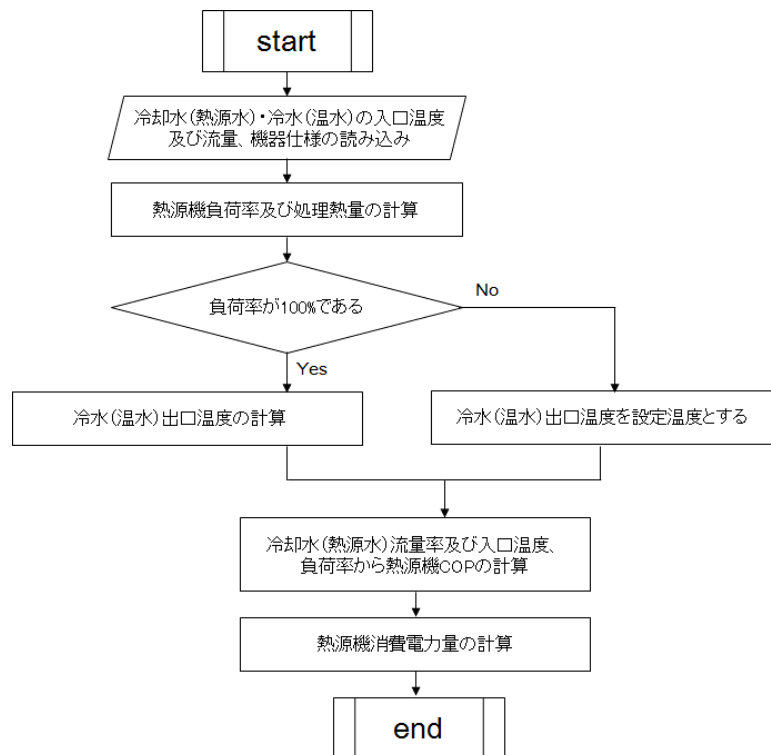 start
冷却水(熱源水)・冷水(温水)の入口温度
及び流量、機器仕様の読み込み
熱源機負荷率及び処理熱量の計算
負荷率が100%である
No
Yes
冷水(温水)出口温度の計算
冷水(温水)出口温度を設定温度とする
冷却水(熱源水)流量率及び入口温度、
負荷率から熱源機COPの計算
熱源機消費電力量の計算
end